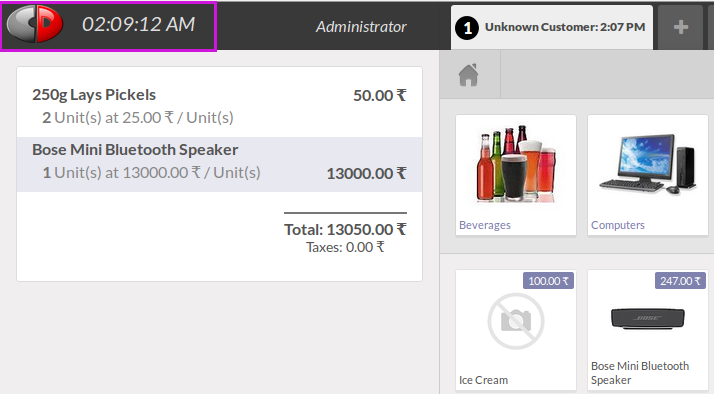 02:09:12 AM
Administrator
1 Unknown Customer: 2:07 PM
+
250g Lays Pickels
50.00 ₹
2 Unit(s) at 25.00 ₹ / Unit(s)
Bose Mini Bluetooth Speaker
1 Unit(s) at 13000.00 ₹ / Unit(s)
13000.00 ₹
Total: 13050.00 ₹
Taxes: 0.00 ₹
Beverages
Computers
100.00 ₹
Ice Cream
247.00 ₹
BOSE
Bose Mini Bluetooth
Speaker